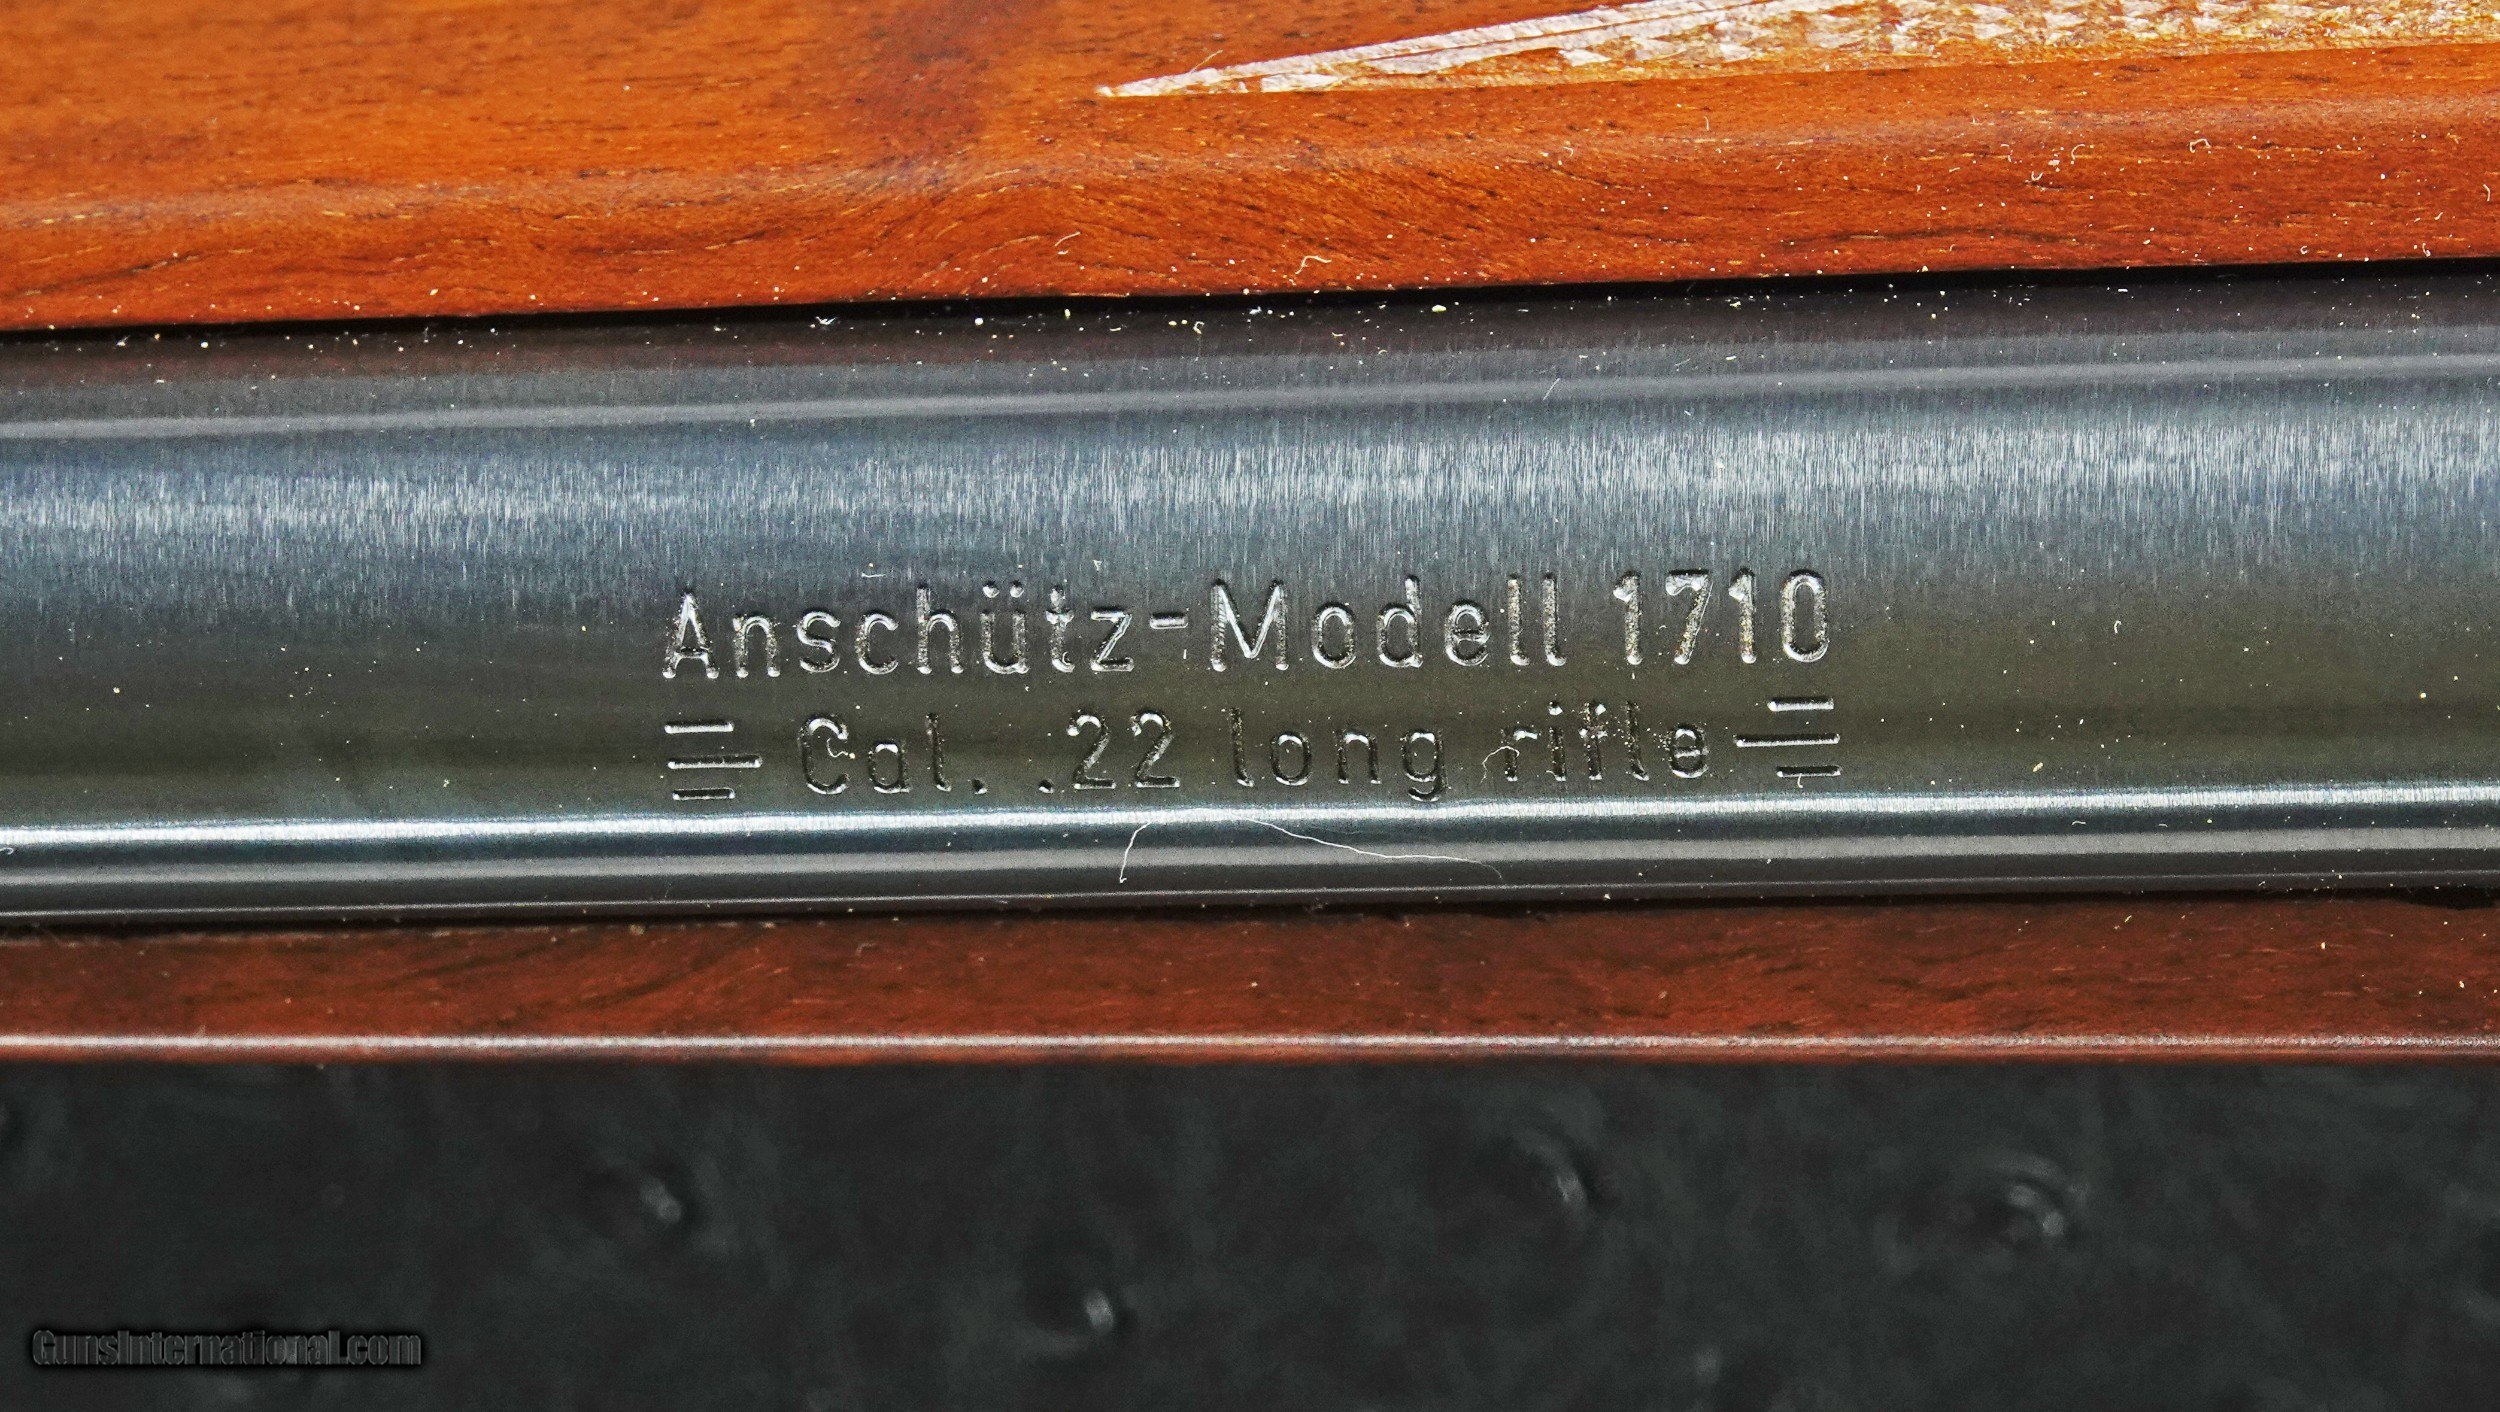 Anschütz-Modell 1710
Cal. .22 long rifle
GunsInternational.com